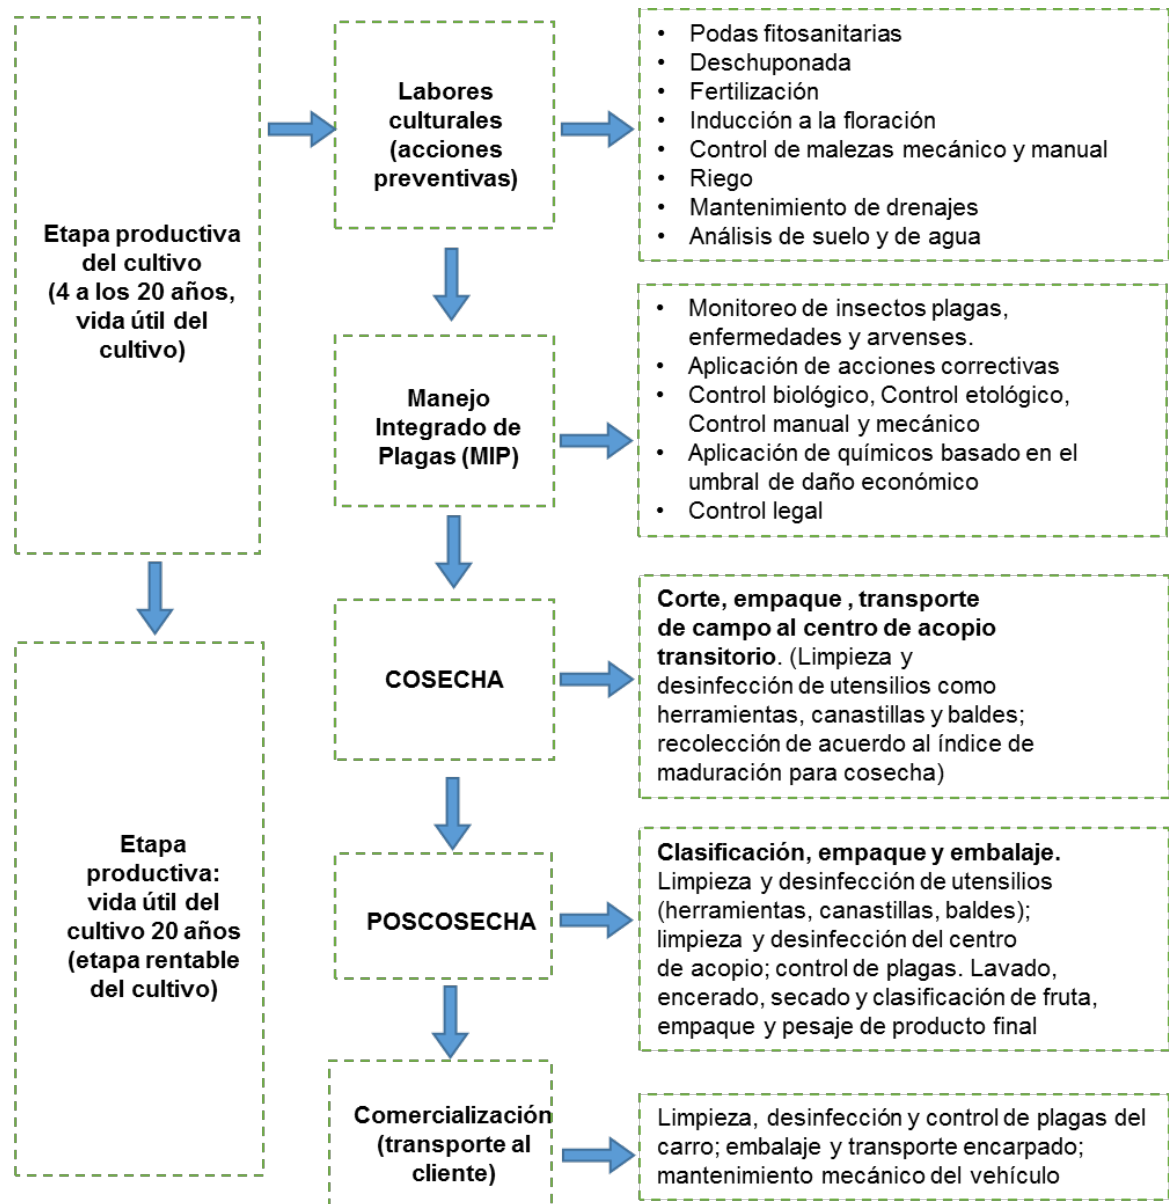 Etapa productiva
del cultivo
(4 a los 20 años,
vida útil del
cultivo)
Labores
culturales
(acciones
preventivas)
• Podas fitosanitarias
• Deschuponada
• Fertilización
• Inducción a la floración
• Control de malezas mecánico y manual
• Riego
• Mantenimiento de drenajes
• Análisis de suelo y de agua
Manejo
Integrado de
Plagas (MIP)
• Monitoreo de insectos plagas,
enfermedades y arvenses.
• Aplicación de acciones correctivas
• Control biológico, Control etológico,
Control manual y mecánico
• Aplicación de químicos basado en el
umbral de daño económico
• Control legal
Etapa
productiva:
vida útil del
cultivo 20 años
(etapa rentable
del cultivo)
COSECHA
Corte, empaque , transporte
de campo al centro de acopio
transitorio. (Limpieza y
desinfección de utensilios como
herramientas, canastillas y baldes;
recolección de acuerdo al índice de
maduración para cosecha)
POSCOSECHA
Clasificación, empaque y embalaje.
Limpieza y desinfección de utensilios
(herramientas, canastillas, baldes);
limpieza y desinfección del centro
de acopio; control de plagas. Lavado,
encerado, secado y clasificación de fruta,
empaque y pesaje de producto final
Comercialización
(transporte al
cliente)
Limpieza, desinfección y control de plagas del
carro; embalaje y transporte encarpado;
mantenimiento mecánico del vehículo